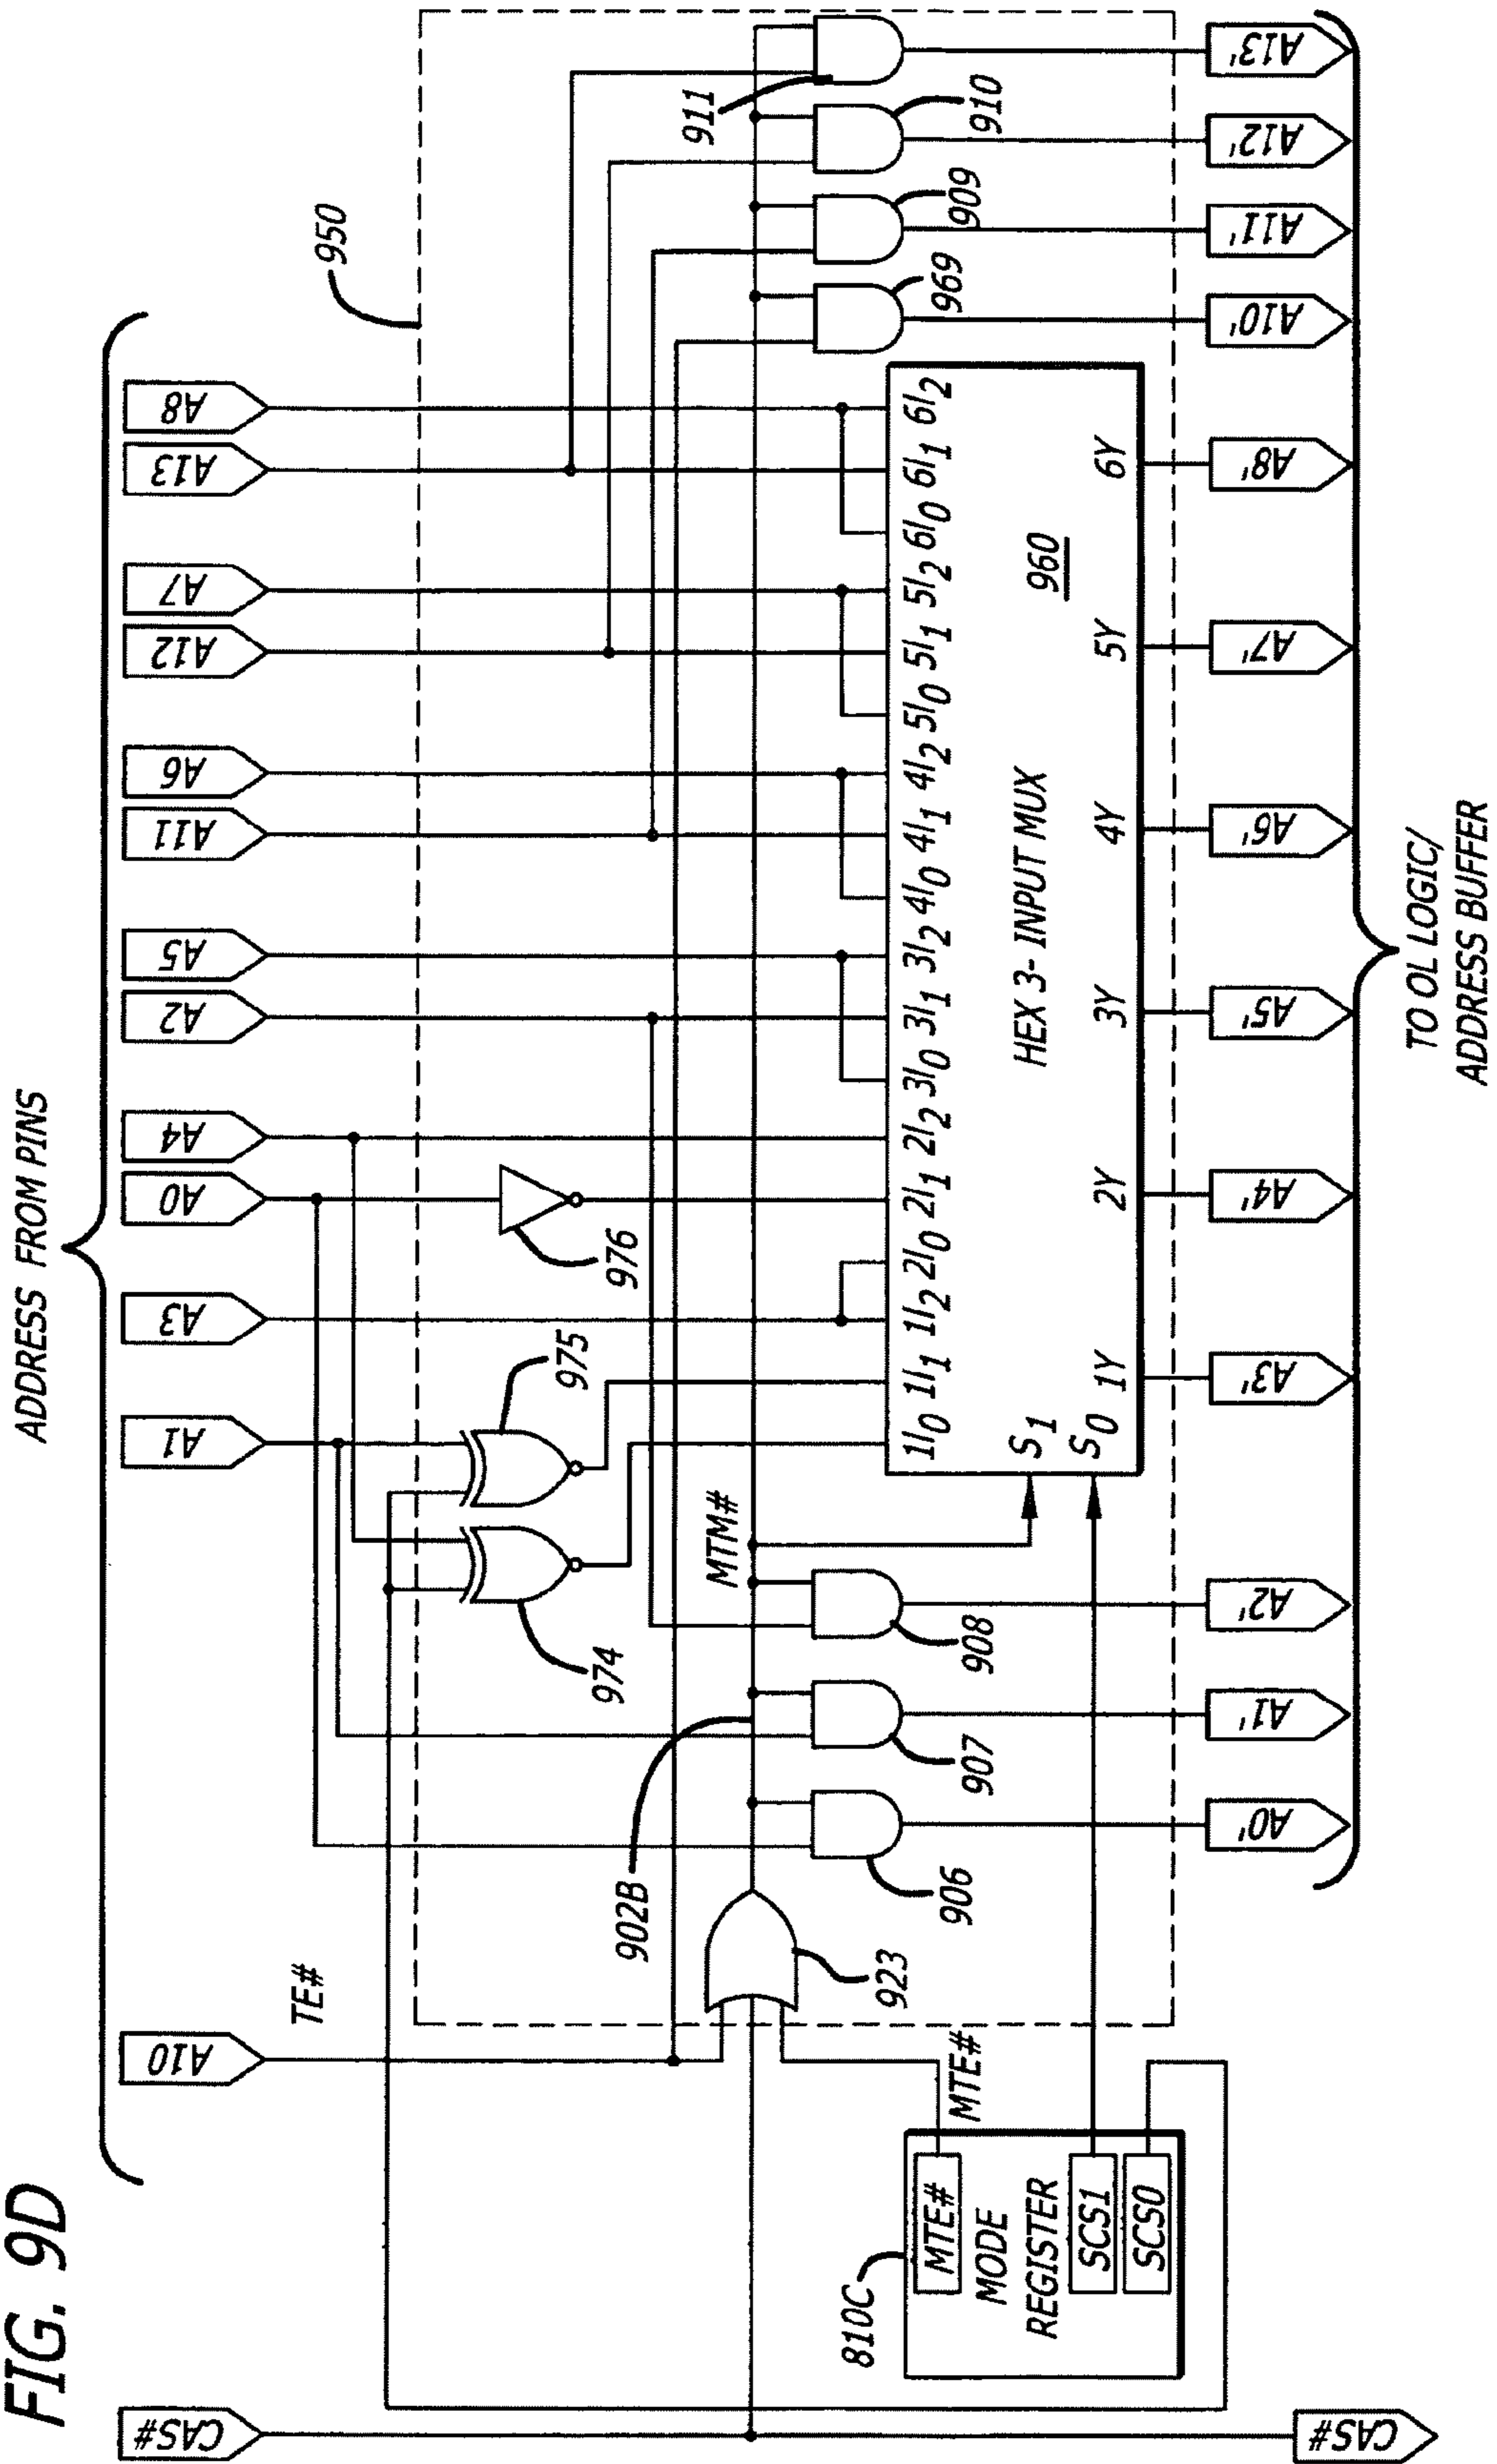 FIG. 9D
ADDRESS FROM PINS
CAS#
A10
TE#
A1
A3
A0
A4
A2
A5
A11
A6
A12
A7
A13
A8
950
974
975
976
902B
MTM#
911
910
909
969
923
906
907
908
810C
MTE#
MTE#
MODE
REGISTER
SCS1
SCS0
S1
S0
1I0 1I1 1I2 2I0 2I1 2I2 3I0 3I1 3I2 4I0 4I1 4I2 5I0 5I1 5I2 6I0 6I1 6I2
HEX 3- INPUT MUX
960
1Y 2Y 3Y 4Y 5Y 6Y
CAS#
A0'
A1'
A2'
A3'
A4'
A5'
A6'
A7'
A8'
A10'
A11'
A12'
A13'
TO OL LOGIC/
ADDRESS BUFFER